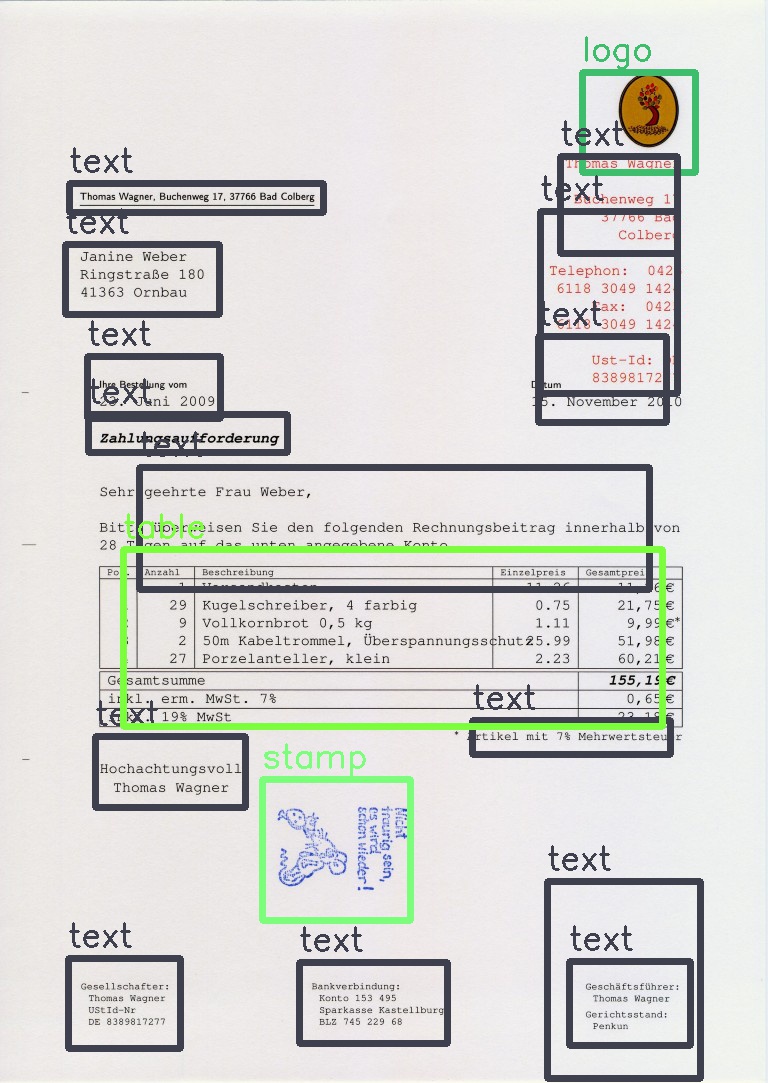 logo
text
Thomas Wagner
text
Thomas Wagner, Buchenweg 17, 37766 Bad Colberg
text
Buchenweg 17
37766 Bad
Colberg
text
Janine Weber
Ringstraße 180
41363 Ornbau
Telephon: 042
6118 3049 142
Fax: 042
6118 3049 142
text
text
Ust-Id:
83898172
Ihre Bestellung vom
Juni 2009
Datum
15. November 2010
text
Zahlungsaufforderung
text
Sehr geehrte Frau Weber,
Bitte überweisen Sie den folgenden Rechnungsbeitrag innerhalb von
28 Tagen auf das unten angegebene Konto
table
Pos. Anzahl Beschreibung Einzelpreis Gesamtpreis
1 Versandkosten 11.26 €
29 Kugelschreiber, 4 farbig 0.75 21,75€
9 Vollkornbrot 0,5 kg 1.11 9,99€*
3 2 50m Kabeltrommel, Überspannungsschutz 25.99 51,98€
27 Porzelanteller, klein 2.23 60,21€
Gesamtsumme 155,19€
inkl. erm. MwSt. 7% 0,65€
inkl. 19% MwSt 23,18€
text
* Artikel mit 7% Mehrwertsteuer
text
Hochachtungsvoll
Thomas Wagner
stamp
Nicht
traurig sein,
es wird
schon wieder!
text
Gesellschafter:
Thomas Wagner
UStId-Nr
DE 8389817277
text
Bankverbindung:
Konto 153 495
Sparkasse Kastellburg
BLZ 745 229 68
text
text
Geschäftsführer:
Thomas Wagner
Gerichtsstand:
Penkun